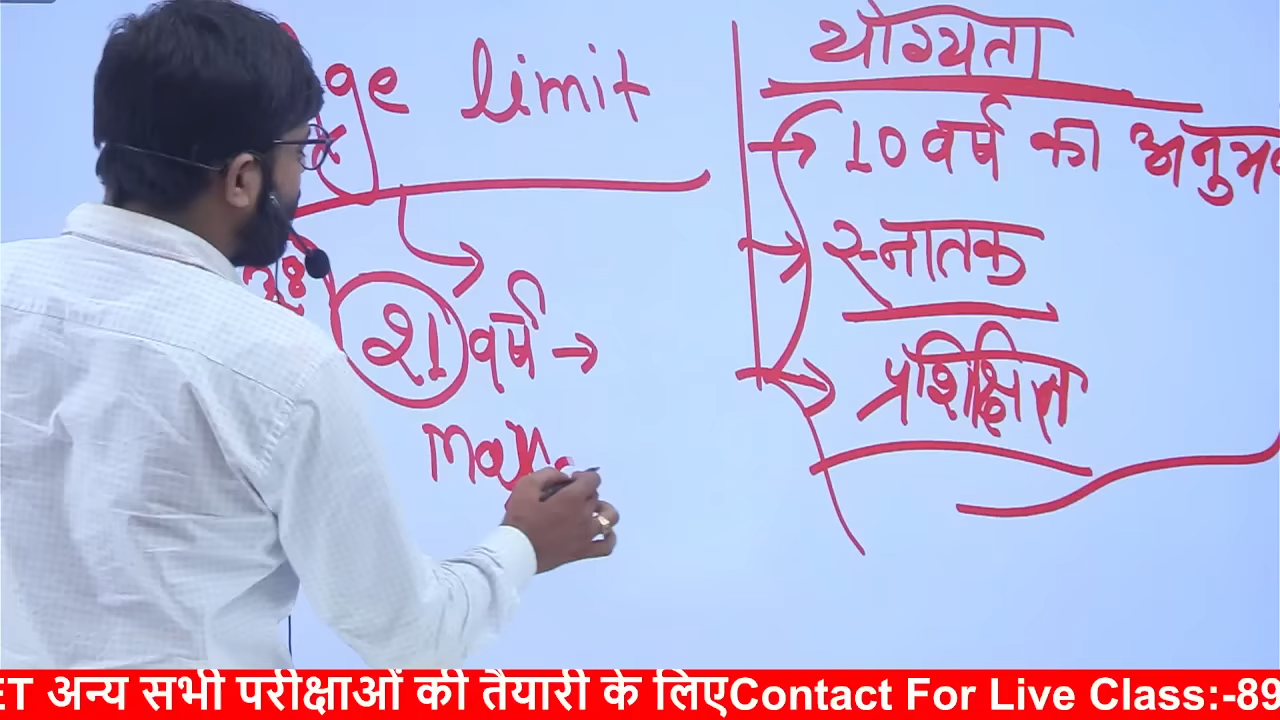 ge limit
21 वर्ष →
max
योग्यता
→ 10 वर्ष का अनुभव
→ स्नातक
→ प्रशिक्षित
ET अन्य सभी परीक्षाओं की तैयारी के लिएContact For Live Class:-89